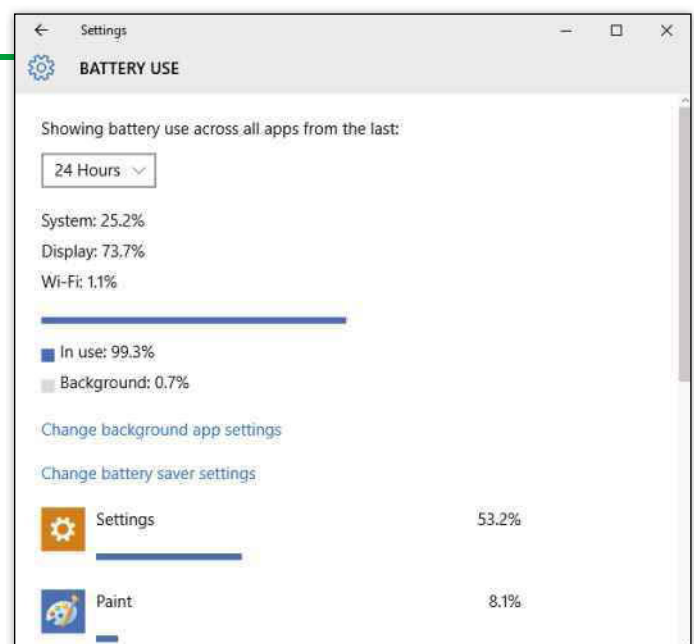 Settings
BATTERY USE
Showing battery use across all apps from the last:
24 Hours
System: 25.2%
Display: 73.7%
Wi-Fi: 1.1%
In use: 99.3%
Background: 0.7%
Change background app settings
Change battery saver settings
Settings 53.2%
Paint 8.1%